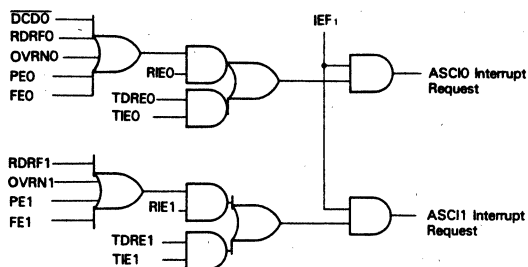 DCD0
RDRF0
OVRN0
PE0
FE0
RIE0
TDRE0
TIE0
IEF1
ASCI0 Interrupt
Request
RDRF1
OVRN1
PE1
FE1
RIE1
TDRE1
TIE1
ASCI1 Interrupt
Request